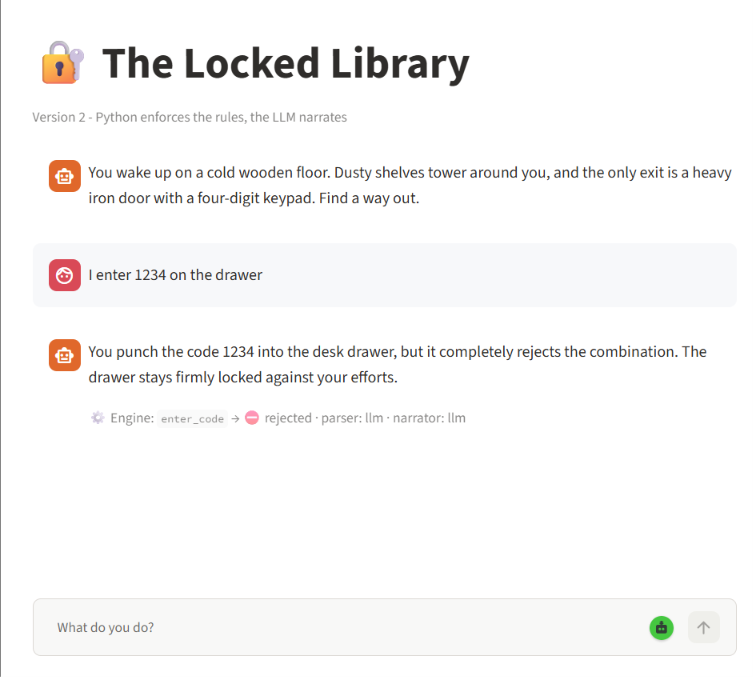 The Locked Library
Version 2 - Python enforces the rules, the LLM narrates
You wake up on a cold wooden floor. Dusty shelves tower around you, and the only exit is a heavy
iron door with a four-digit keypad. Find a way out.
I enter 1234 on the drawer
You punch the code 1234 into the desk drawer, but it completely rejects the combination. The
drawer stays firmly locked against your efforts.
Engine: enter_code → rejected · parser: llm · narrator: llm
What do you do?